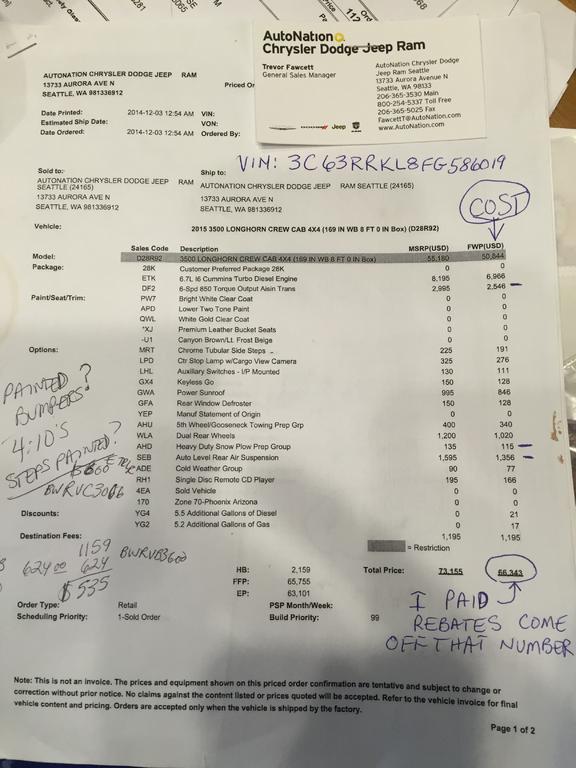 AutoNation
Chrysler Dodge Jeep Ram
Trevor Fawcett
General Sales Manager
AutoNation Chrysler Dodge
Jeep Ram Seattle
13733 Aurora Avenue N
Seattle, WA 98133
206-365-3530 Main
800-254-5337 Toll Free
206-365-5025 Fax
FawcettT@AutoNation.com
www.AutoNation.com
Jeep
AUTONATION CHRYSLER DODGE JEEP RAM
13733 AURORA AVE N
SEATTLE, WA 981336912
Priced Or
Date Printed: 2014-12-03 12:54 AM VIN:
Estimated Ship Date: VON:
Date Ordered: 2014-12-03 12:54 AM Ordered By:
VIN: 3C63RRKL8FG586019
Sold to: Ship to:
AUTONATION CHRYSLER DODGE JEEP RAM AUTONATION CHRYSLER DODGE JEEP RAM SEATTLE (24165)
SEATTLE (24165)
13733 AURORA AVE N 13733 AURORA AVE N
SEATTLE, WA 981336912 SEATTLE, WA 981336912
COST
Vehicle: 2015 3500 LONGHORN CREW CAB 4X4 (169 IN WB 8 FT 0 IN Box) (D28R92)
Sales Code Description MSRP(USD) FWP(USD)
Model: D28R92 3500 LONGHORN CREW CAB 4X4 (169 IN WB 8 FT 0 IN Box) 55,180 50,844
Package: 28K Customer Preferred Package 28K 0 0
ETK 6.7L I6 Cummins Turbo Diesel Engine 8,195 6,966
DF2 6-Spd 850 Torque Output Aisin Trans 2,995 2,546
Paint/Seat/Trim: PW7 Bright White Clear Coat 0 0
APD Lower Two Tone Paint 0 0
QWL White Gold Clear Coat 0 0
*XJ Premium Leather Bucket Seats 0 0
-U1 Canyon Brown/Lt. Frost Beige 0 0
Options: MRT Chrome Tubular Side Steps 225 191
LPD Ctr Stop Lamp w/Cargo View Camera 325 276
LHL Auxiliary Switches - I/P Mounted 130 111
GX4 Keyless Go 150 128
GWA Power Sunroof 995 846
GFA Rear Window Defroster 150 128
YEP Manuf Statement of Origin 0 0
AHU 5th Wheel/Gooseneck Towing Prep Grp 400 340
WLA Dual Rear Wheels 1,200 1,020
AHD Heavy Duty Snow Plow Prep Group 135 115
SEB Auto Level Rear Air Suspension 1,595 1,356
ADE Cold Weather Group 90 77
RH1 Single Disc Remote CD Player 195 166
4EA Sold Vehicle 0 0
170 Zone 70-Phoenix Arizona 0 0
Discounts: YG4 5.5 Additional Gallons of Diesel 0 21
YG2 5.2 Additional Gallons of Gas 0 17
Destination Fees: 1,195 1,195
= Restriction
PAINTED?
BUMPERS?
4:10'S
STEPS PAINTED?
BWRVC3006
1159 BWRVB3600
624.00 624
$535
HB: 2,159 Total Price: 73,155 66,343
FFP: 65,755
EP: 63,101
Order Type: Retail PSP Month/Week:
Scheduling Priority: 1-Sold Order Build Priority: 99
I PAID
REBATES COME
OFF THAT NUMBER
Note: This is not an invoice. The prices and equipment shown on this priced order confirmation are tentative and subject to change or
correction without prior notice. No claims against the content listed or prices quoted will be accepted. Refer to the vehicle invoice for final
vehicle content and pricing. Orders are accepted only when the vehicle is shipped by the factory.
Page 1 of 2